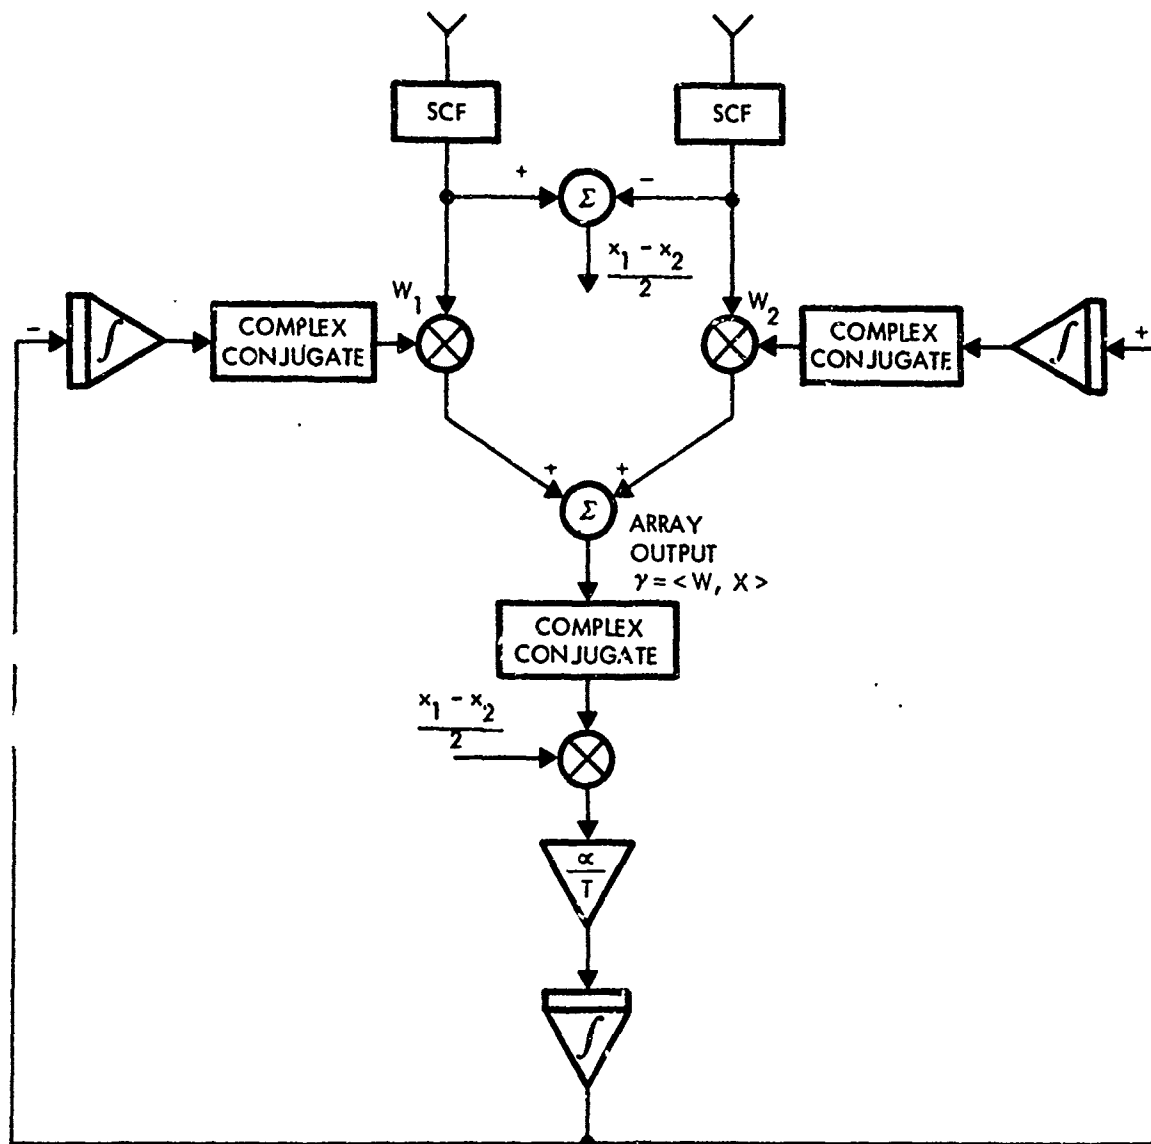 SCF
SCF
+
-
Σ
x₁ - x₂
2
W₁
W₂
-
∫
COMPLEX
CONJUGATE
COMPLEX
CONJUGATE
∫
+
+
+
Σ
ARRAY
OUTPUT
γ = <W, X>
COMPLEX
CONJUGATE
x₁ - x₂
2
α
T
∫